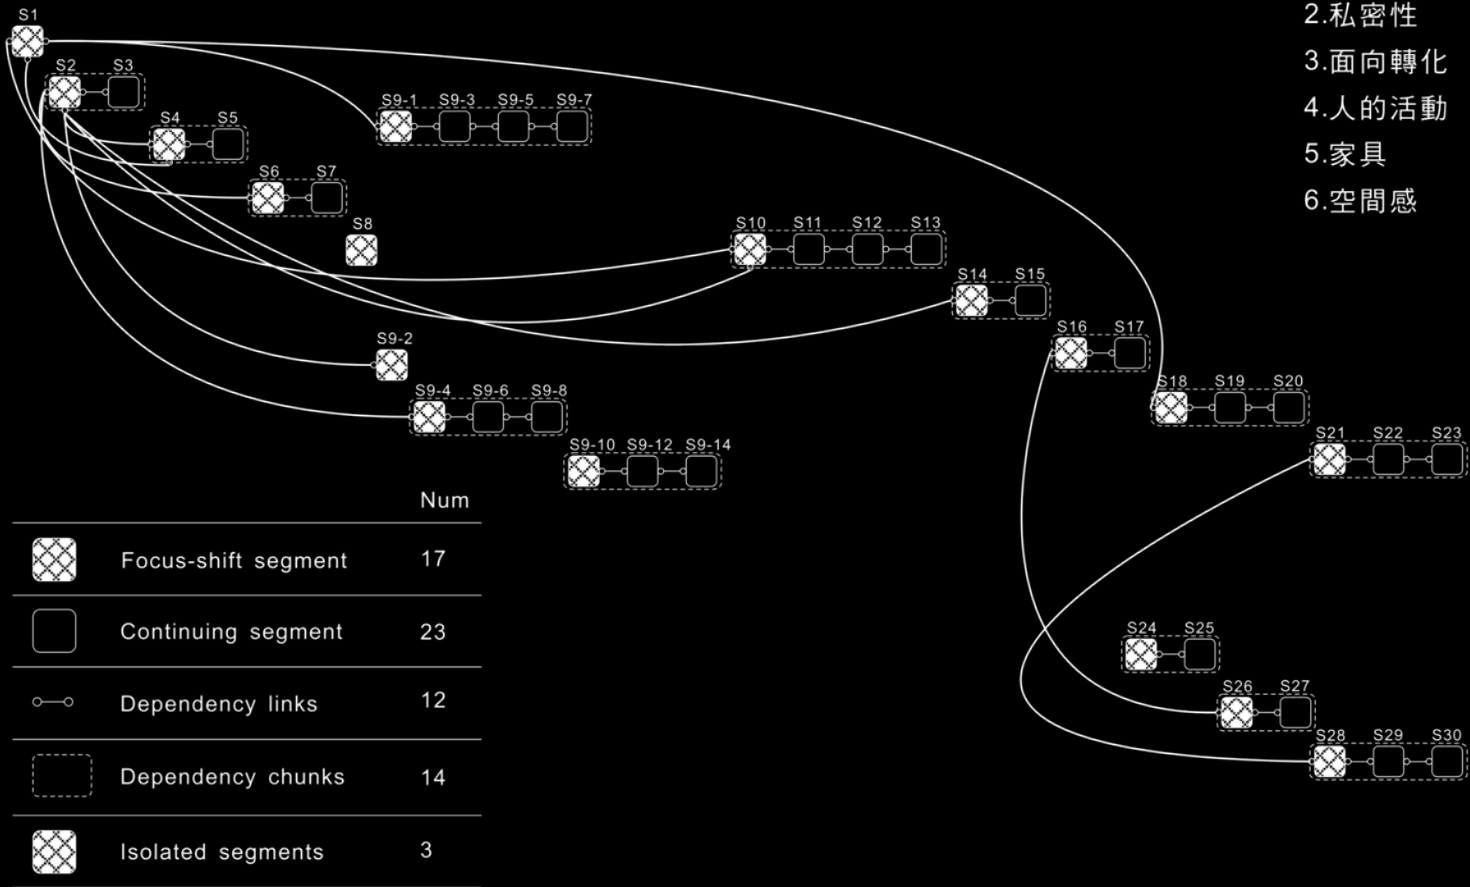 S1
S2 S3
S4 S5
S6 S7
S8
S9-1 S9-3 S9-5 S9-7
S10 S11 S12 S13
S14 S15
S16 S17
S9-2
S18 S19 S20
S9-4 S9-6 S9-8
S21 S22 S23
S9-10 S9-12 S9-14
S24 S25
S26 S27
S28 S29 S30
2.私密性
3.面向轉化
4.人的活動
5.家具
6.空間感
Num
Focus-shift segment 17
Continuing segment 23
Dependency links 12
Dependency chunks 14
Isolated segments 3